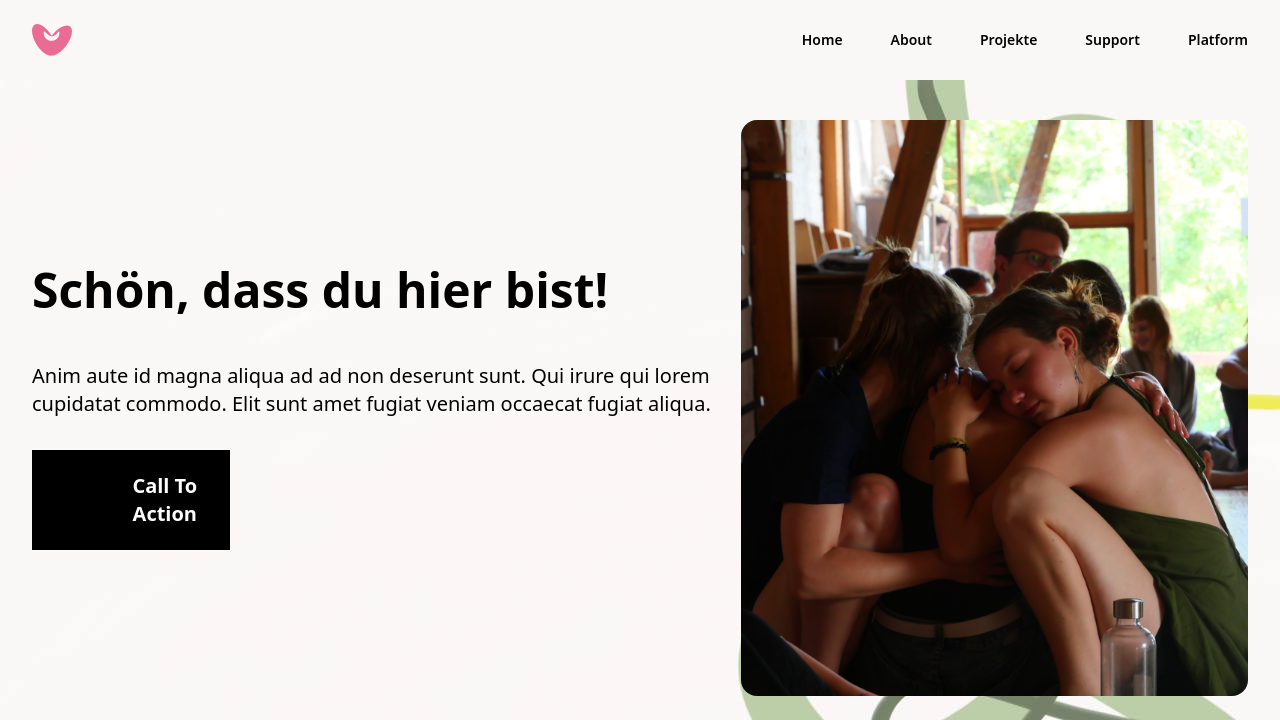 Home About Projekte Support Platform
Schön, dass du hier bist!
Anim aute id magna aliqua ad ad non deserunt sunt. Qui irure qui lorem
cupidatat commodo. Elit sunt amet fugiat veniam occaecat fugiat aliqua.
Call To
Action